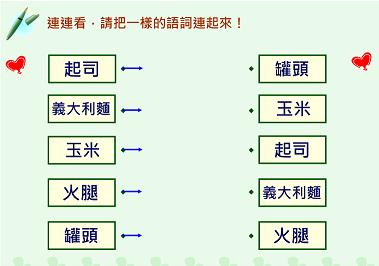 連連看，請把一樣的語詞連起來！
起司 罐頭
義大利麵 玉米
玉米 起司
火腿 義大利麵
罐頭 火腿